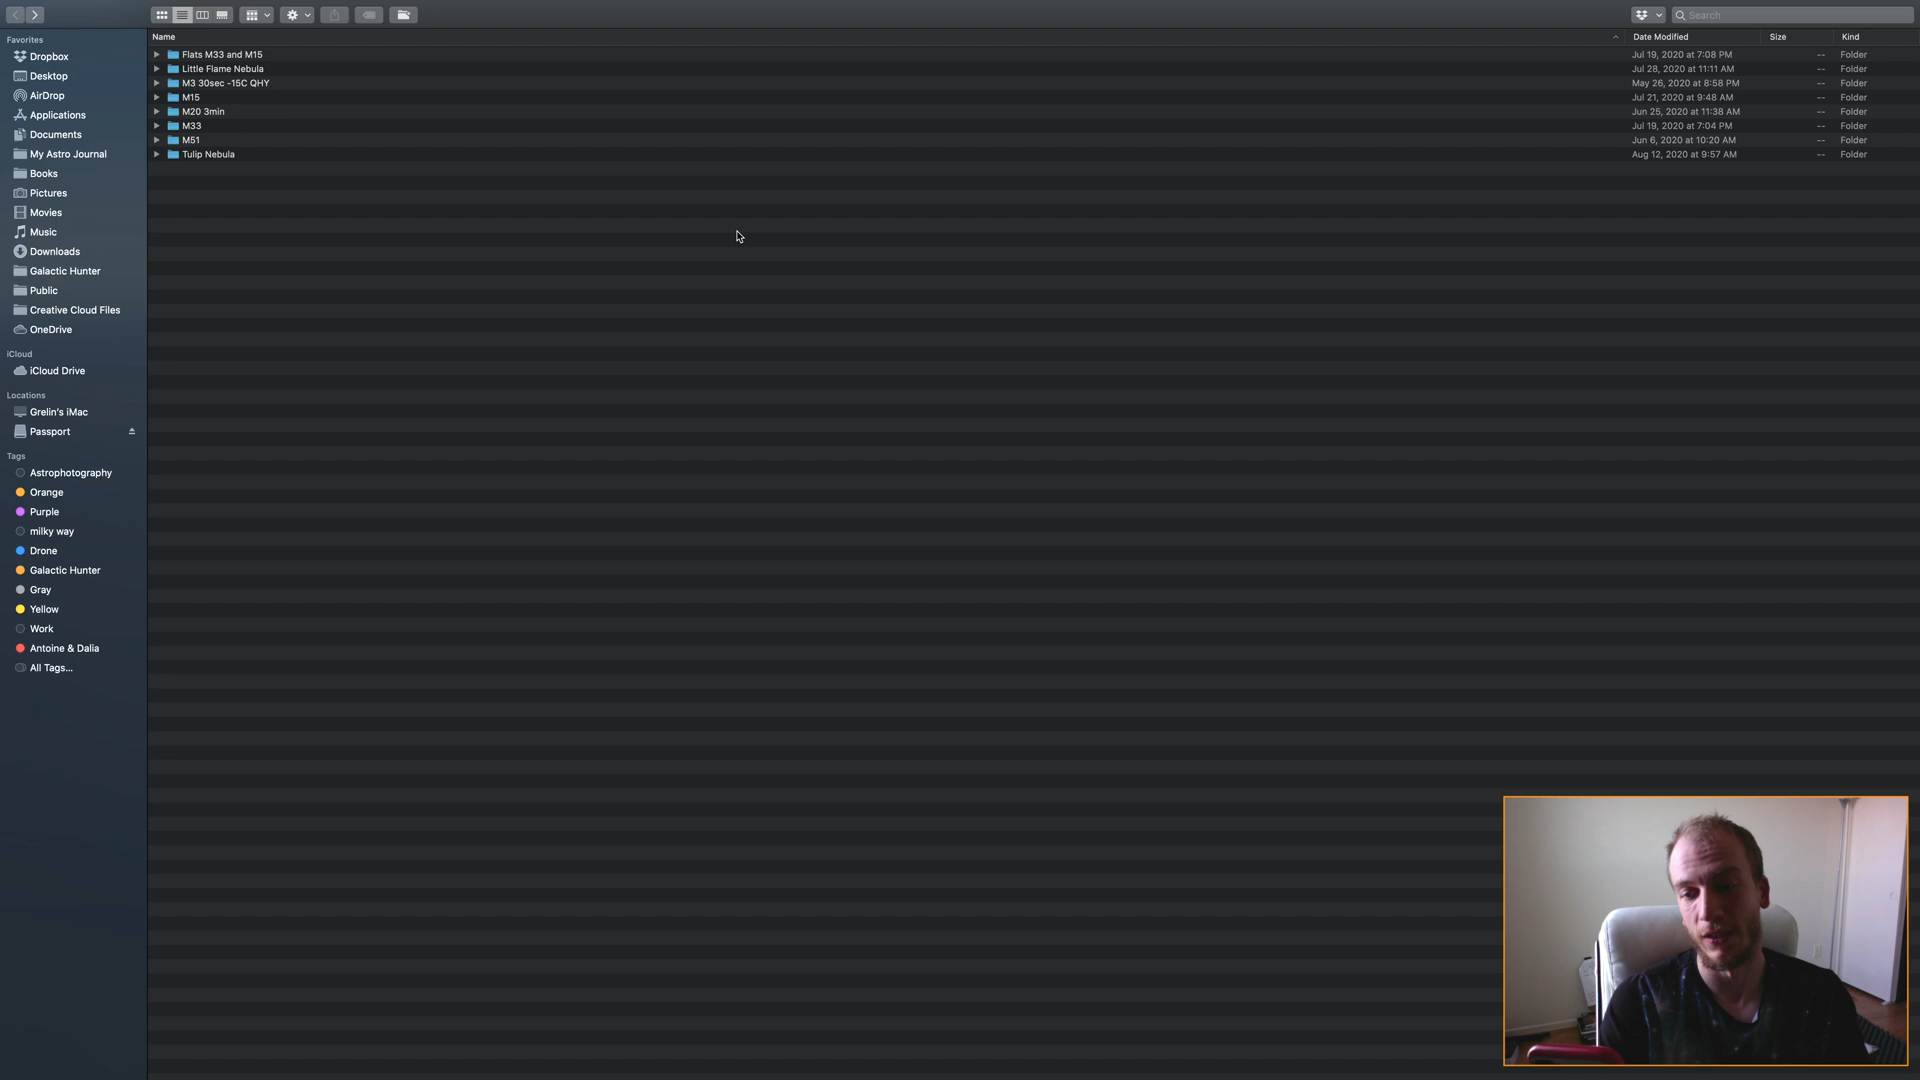 Search
Favorites
Dropbox
Desktop
AirDrop
Applications
Documents
My Astro Journal
Books
Pictures
Movies
Music
Downloads
Galactic Hunter
Public
Creative Cloud Files
OneDrive
iCloud
iCloud Drive
Locations
Grelin's iMac
Passport
Tags
Astrophotography
Orange
Purple
milky way
Drone
Galactic Hunter
Gray
Yellow
Work
Antoine & Dalia
All Tags...
Name Date Modified Size Kind
Flats M33 and M15 Jul 19, 2020 at 7:08 PM -- Folder
Little Flame Nebula Jul 28, 2020 at 11:11 AM -- Folder
M3 30sec -15C QHY May 26, 2020 at 8:58 PM -- Folder
M15 Jul 21, 2020 at 9:48 AM -- Folder
M20 3min Jun 25, 2020 at 11:38 AM -- Folder
M33 Jul 19, 2020 at 7:04 PM -- Folder
M51 Jun 6, 2020 at 10:20 AM -- Folder
Tulip Nebula Aug 12, 2020 at 9:57 AM -- Folder